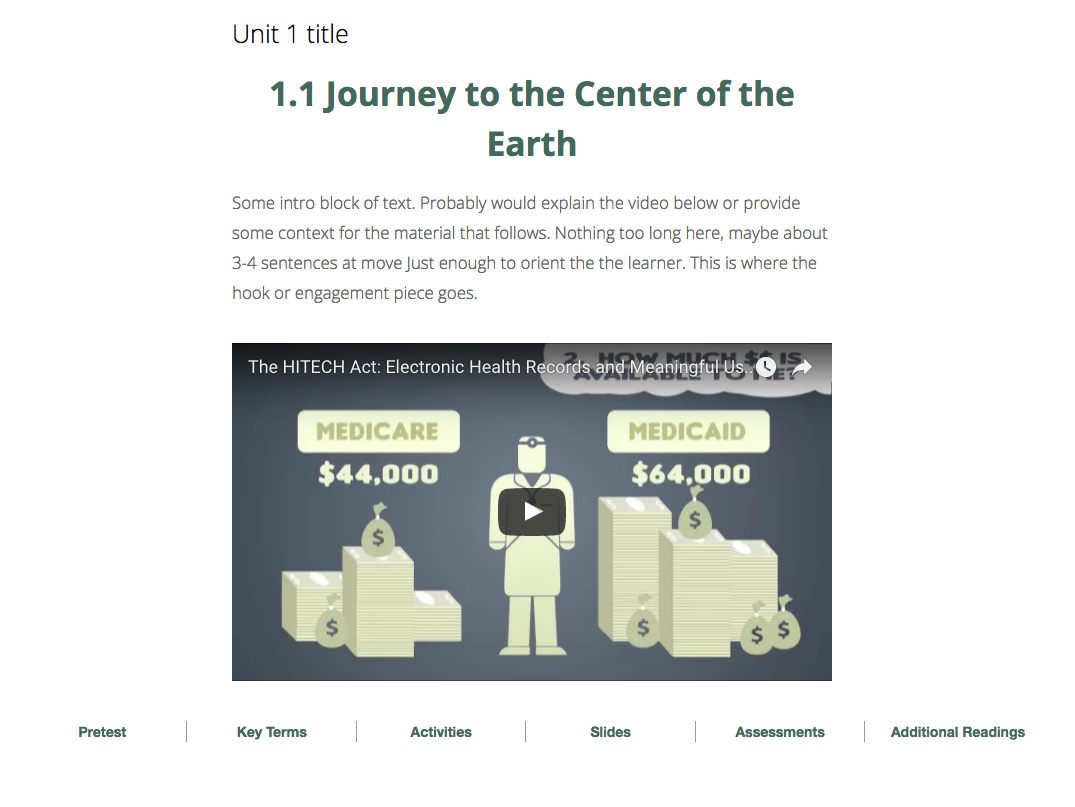 Unit 1 title
1.1 Journey to the Center of the
Earth
Some intro block of text. Probably would explain the video below or provide
some context for the material that follows. Nothing too long here, maybe about
3-4 sentences at move Just enough to orient the the learner. This is where the
hook or engagement piece goes.
The HITECH Act: Electronic Health Records and Meaningful Us...
2. HOW MUCH $$ IS
AVAILABLE TO ME?
MEDICARE
MEDICAID
$44,000
$64,000
$
$
$
$
$
$
Pretest
Key Terms
Activities
Slides
Assessments
Additional Readings